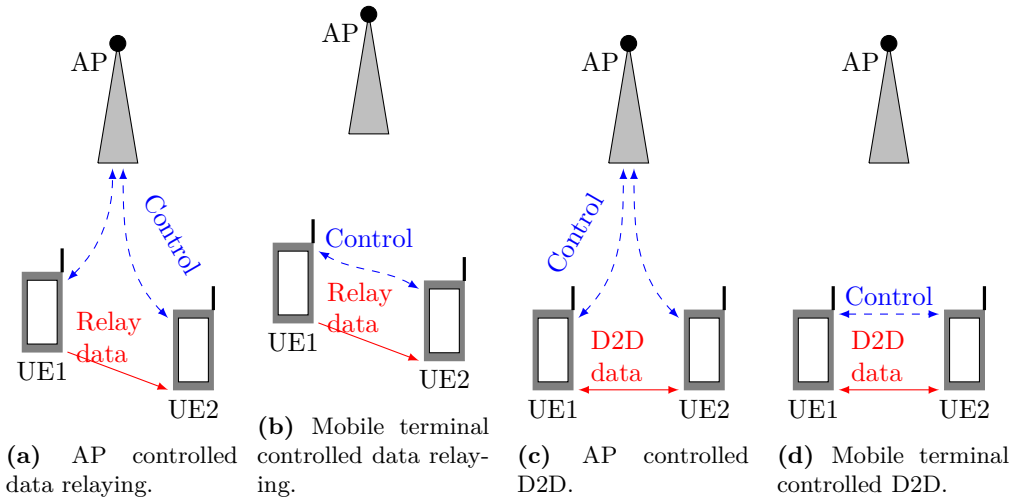 AP
Control
Relay
data
UE1
UE2
(a) AP controlled
data relaying.
AP
Control
Relay
data
UE1
UE2
(b) Mobile terminal
controlled data relay-
ing.
AP
Control
D2D
data
UE1
UE2
(c) AP controlled
D2D.
AP
Control
D2D
data
UE1
UE2
(d) Mobile terminal
controlled D2D.